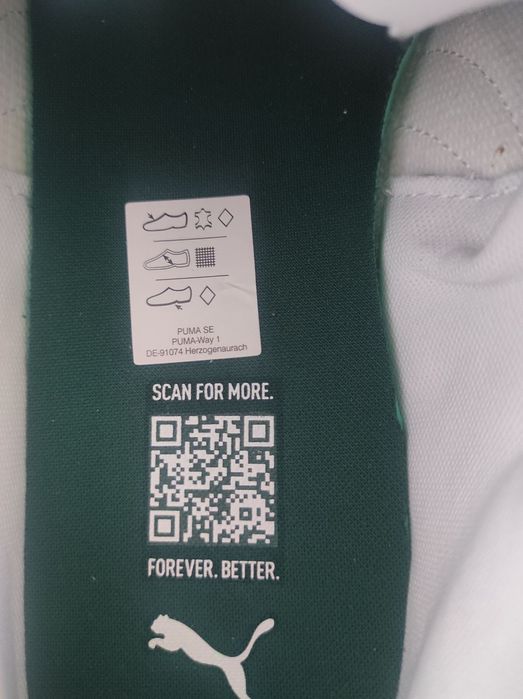 PUMA SE
PUMA-Way 1
DE-91074 Herzogenaurach
SCAN FOR MORE.
FOREVER. BETTER.